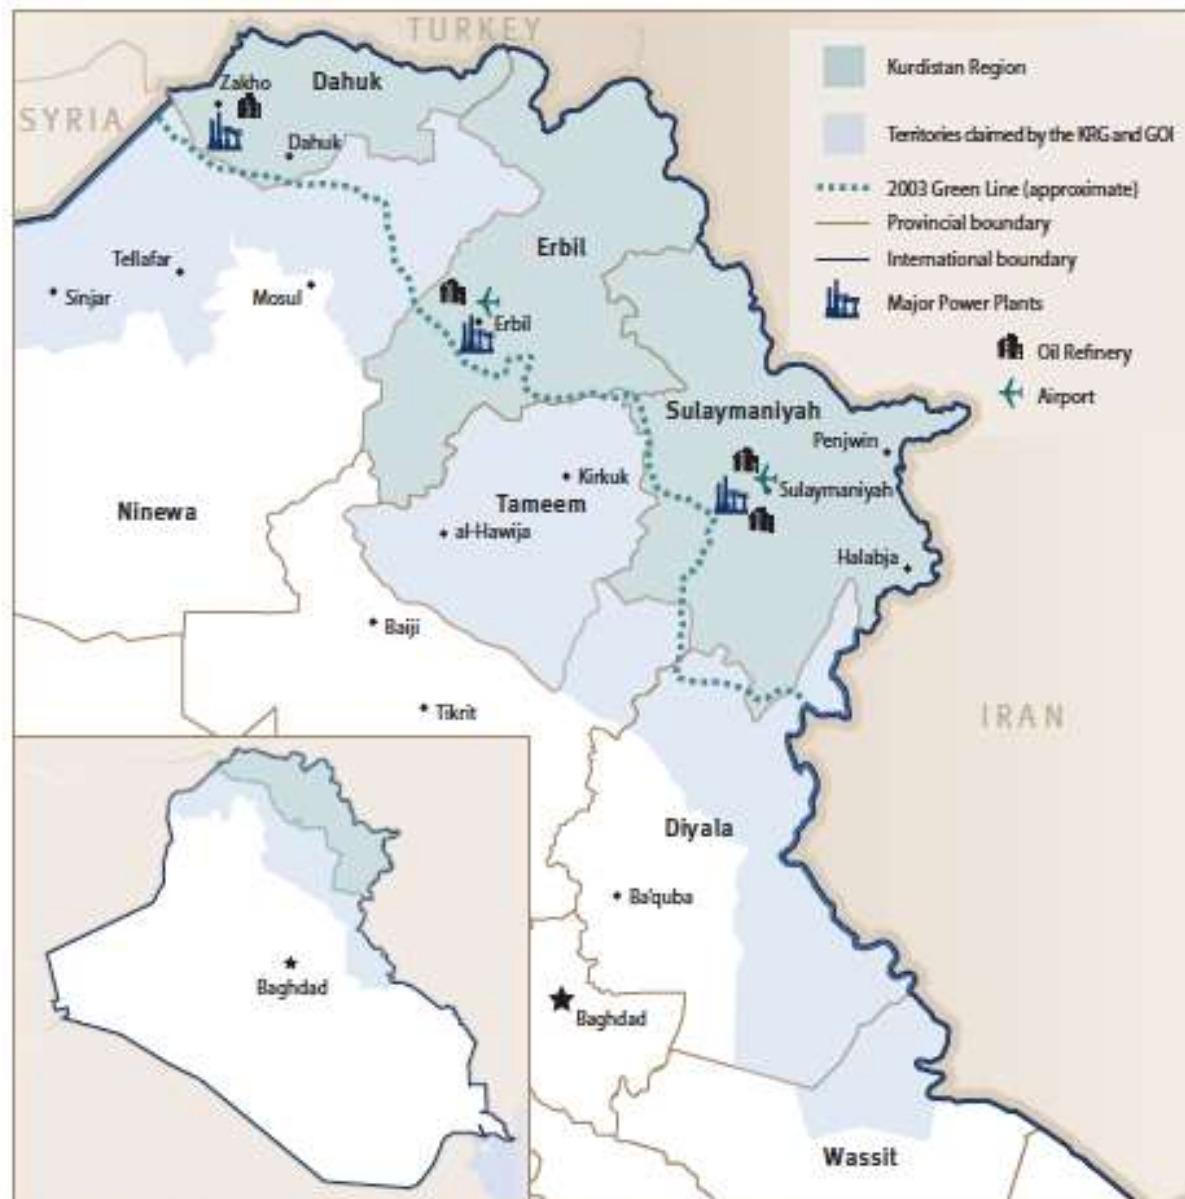 TURKEY
SYRIA
Zakho
Dahuk
Dahuk
Kurdistan Region
Territories claimed by the KRG and GOI
2003 Green Line (approximate)
Provincial boundary
International boundary
Major Power Plants
Oil Refinery
Airport
Erbil
Tellafar
Sinjar
Mosul
Erbil
Sulaymaniyah
Penjwin
Kirkuk
Sulaymaniyah
Ninewa
Tameem
al-Hawija
Halabja
Baiji
Tikrit
IRAN
Diyala
Ba'quba
Baghdad
Baghdad
Wassit